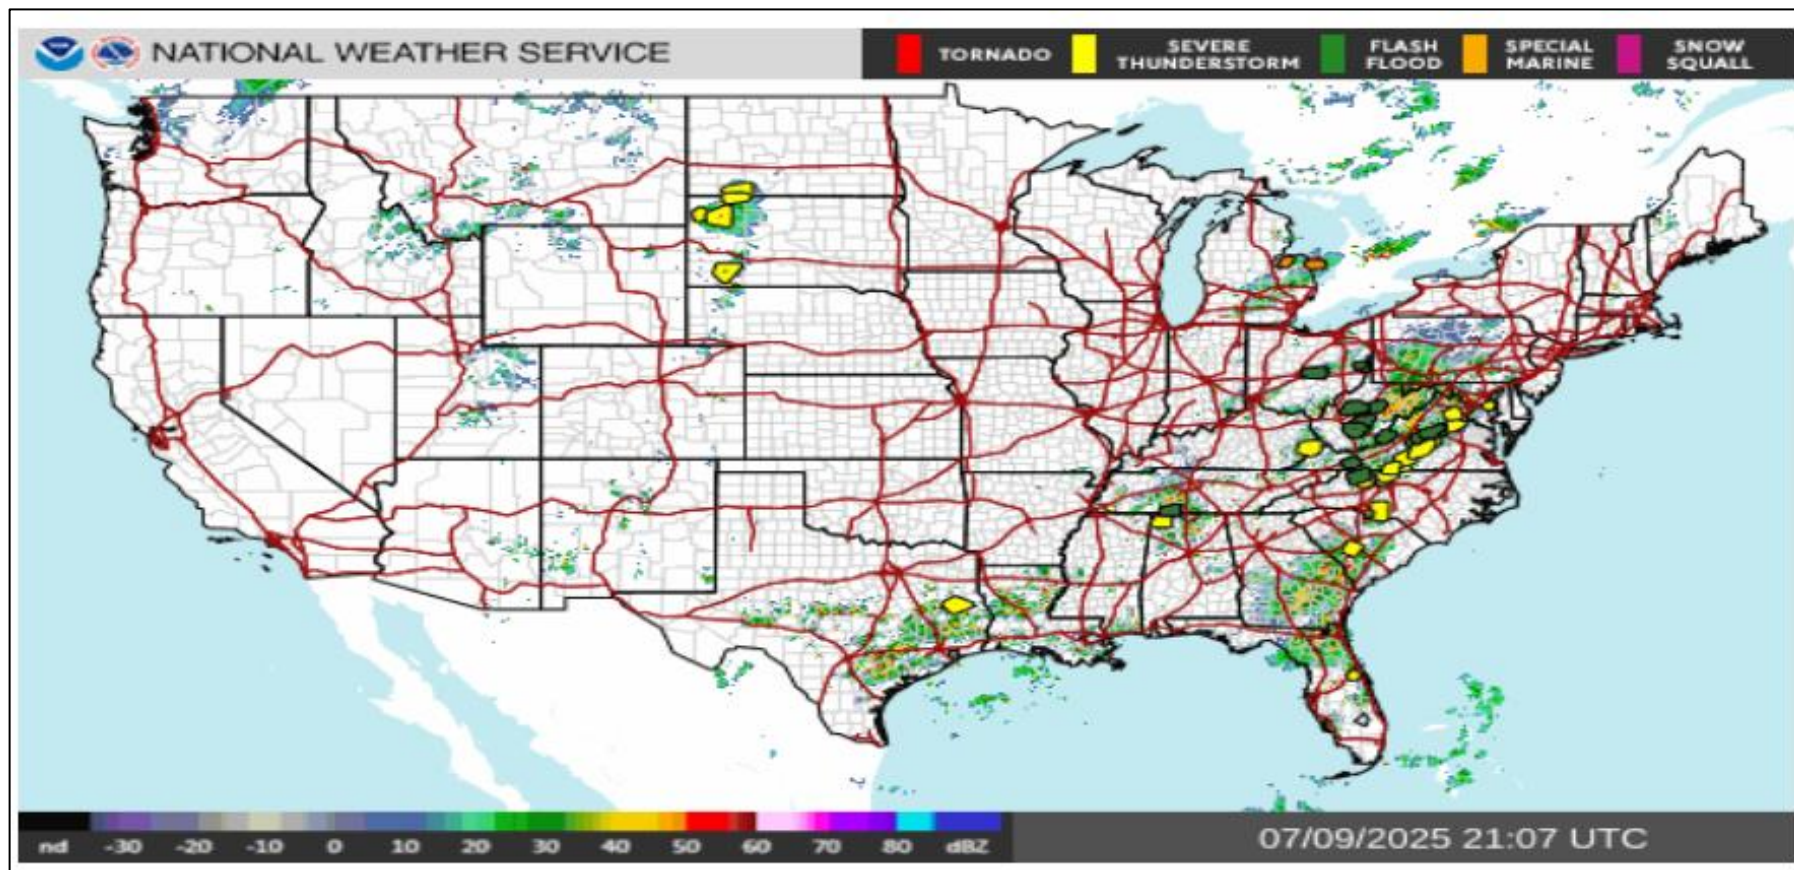 NATIONAL WEATHER SERVICE
TORNADO
SEVERE
THUNDERSTORM
FLASH
FLOOD
SPECIAL
MARINE
SNOW
SQUALL
nd -30 -20 -10 0 10 20 30 40 50 60 70 80 dBZ
07/09/2025 21:07 UTC